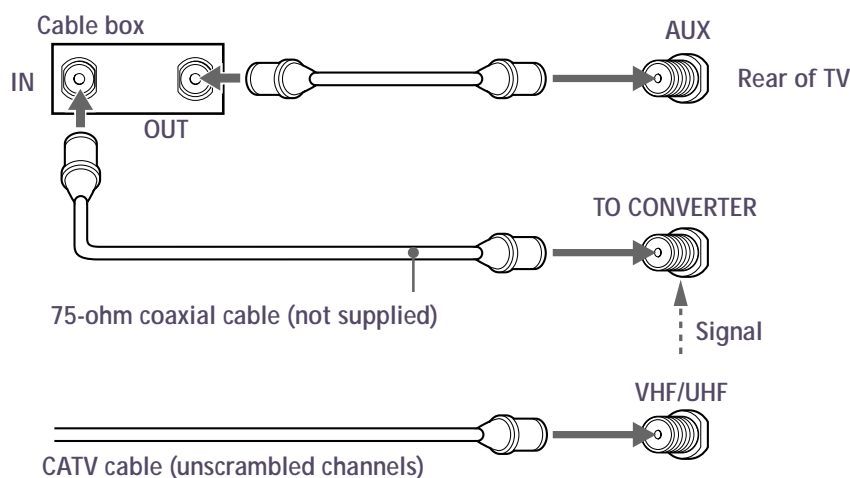 Cable box
AUX
IN
Rear of TV
OUT
TO CONVERTER
75-ohm coaxial cable (not supplied)
Signal
VHF/UHF
CATV cable (unscrambled channels)